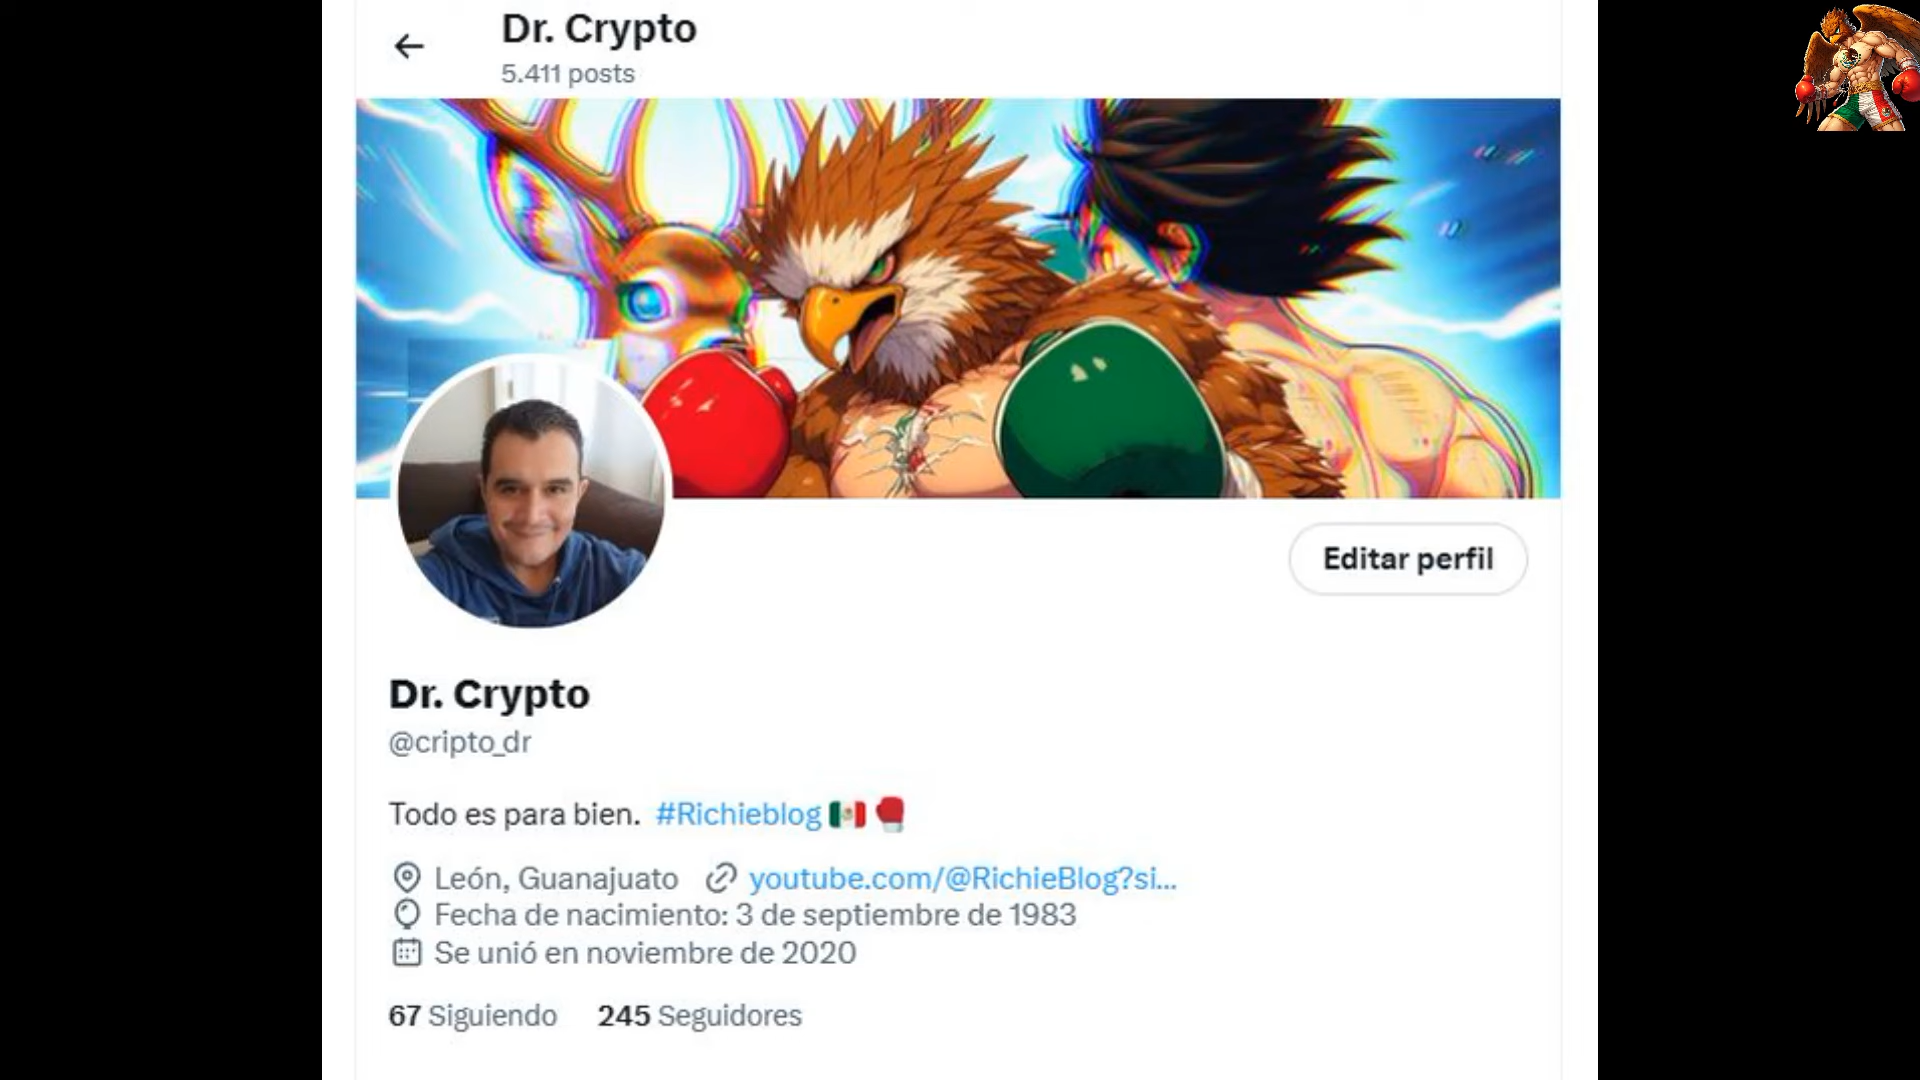 Dr. Crypto
5.411 posts
Editar perfil
Dr. Crypto
@cripto_dr
Todo es para bien. #Richieblog 🇲🇽 🥊
León, Guanajuato youtube.com/@RichieBlog?si...
Fecha de nacimiento: 3 de septiembre de 1983
Se unió en noviembre de 2020
67 Siguiendo 245 Seguidores